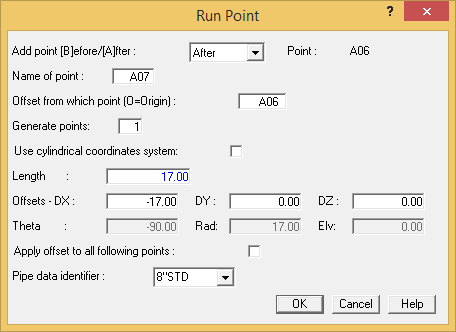 Run Point
? ×
Add point [B]efore/[A]fter : After Point : A06
Name of point : A07
Offset from which point (O=Origin) : A06
Generate points: 1
Use cylindrical coordinates system:
Length : 17.00
Offsets - DX : -17.00 DY : 0.00 DZ : 0.00
Theta : -90.00 Rad: 17.00 Elv: 0.00
Apply offset to all following points :
Pipe data identifier : 8"STD
OK Cancel Help